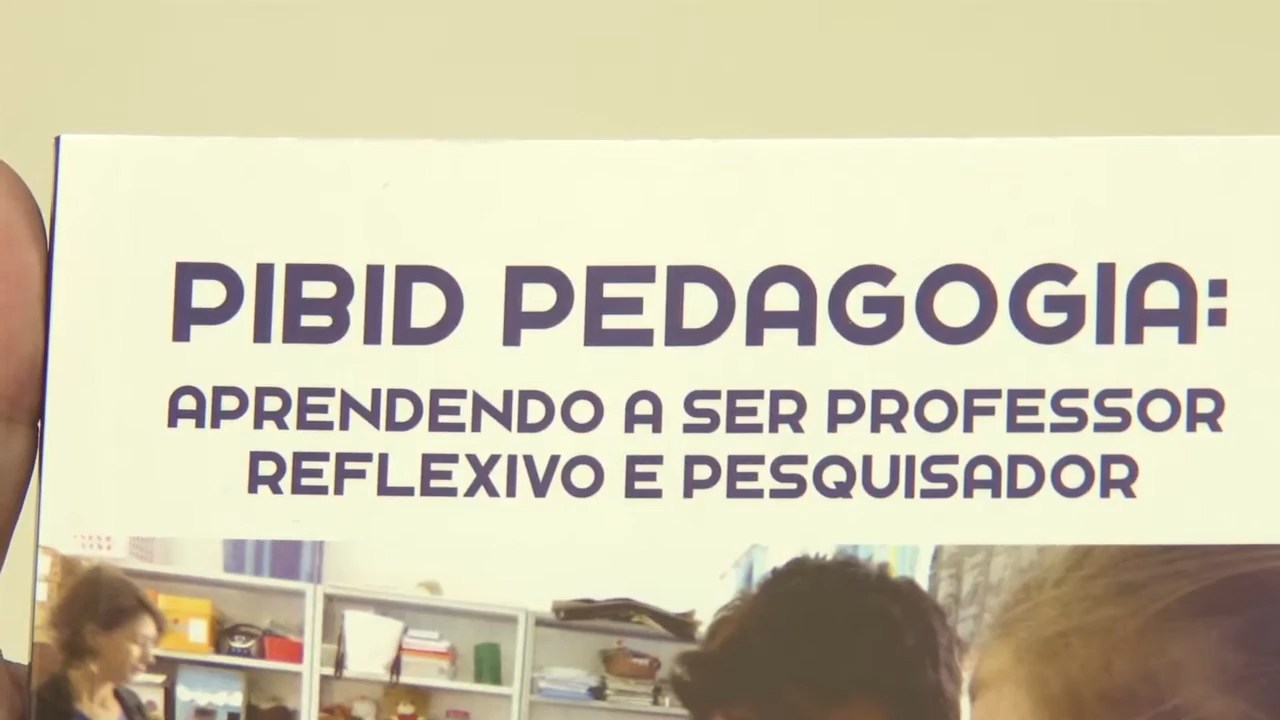 PIBID PEDAGOGIA:
APRENDENDO A SER PROFESSOR
REFLEXIVO E PESQUISADOR